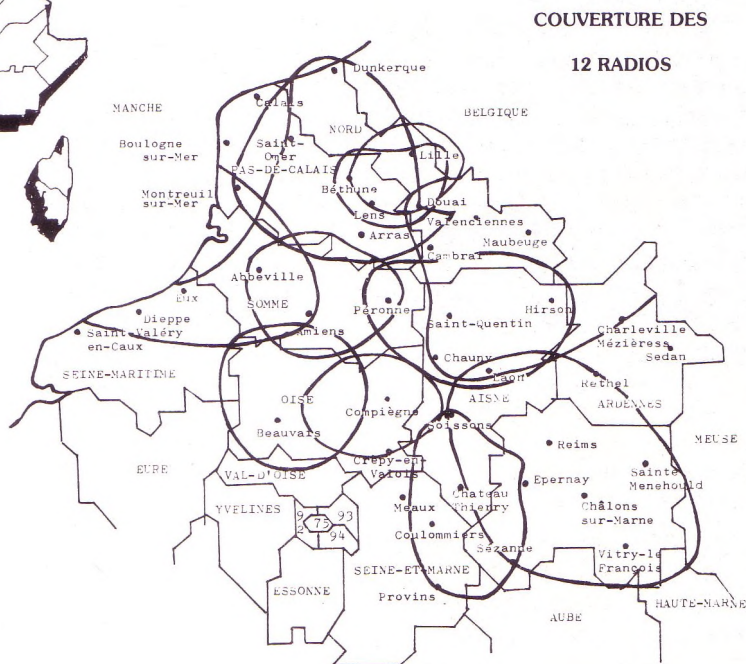 COUVERTURE DES
12 RADIOS
Dunkerque
MANCHE
Calais
BELGIQUE
NORD
Boulogne
sur-Mer
Saint-
Omer
Lille
PAS-DE-CALAIS
Béthune
Montreuil
sur-Mer
Lens
Douai
Valenciennes
Arras
Maubeuge
Cambrai
Abbeville
Eux
SOMME
Péronne
Hirson
Dieppe
Amiens
Saint-Quentin
Charleville
Mézièress
Saint-Valéry
en-Caux
Sedan
Chauny
SEINE-MARITIME
Laon
Rethel
OISE
AISNE
ARDENNES
Compiègne
Beauvais
Soissons
MEUSE
Reims
EURE
Crépy-en-
Valois
Sainte
Menehould
VAL-D'OISE
Epernay
Chateau
Thierry
YVELINES
Meaux
Châlons
sur-Marne
9
2
75
93
94
Coulommiers
Sézanne
Vitry-le
François
SEINE-ET-MARNE
ESSONNE
Provins
HAUTE-MARNE
AUBE